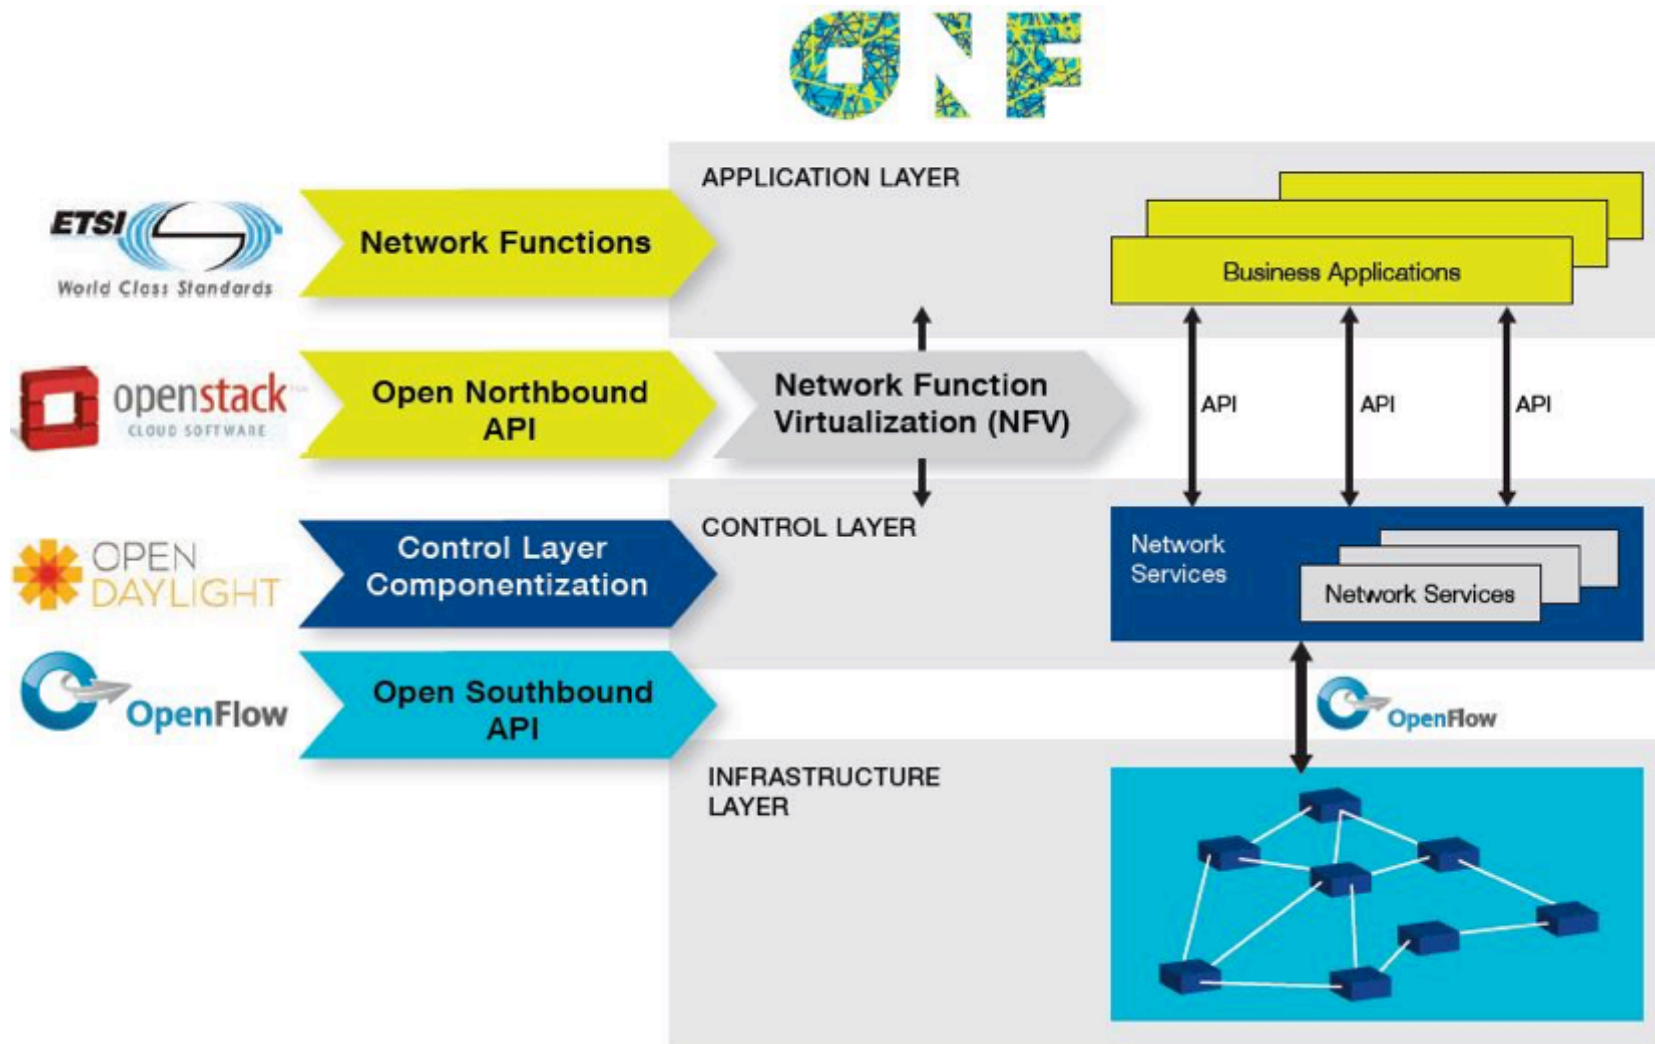 ONF
APPLICATION LAYER
ETSI
World Class Standards
Network Functions
Business Applications
openstack
CLOUD SOFTWARE
Open Northbound
API
Network Function
Virtualization (NFV)
API
API
API
OPEN
DAYLIGHT
Control Layer
Componentization
CONTROL LAYER
Network
Services
Network Services
OpenFlow
Open Southbound
API
OpenFlow
INFRASTRUCTURE
LAYER